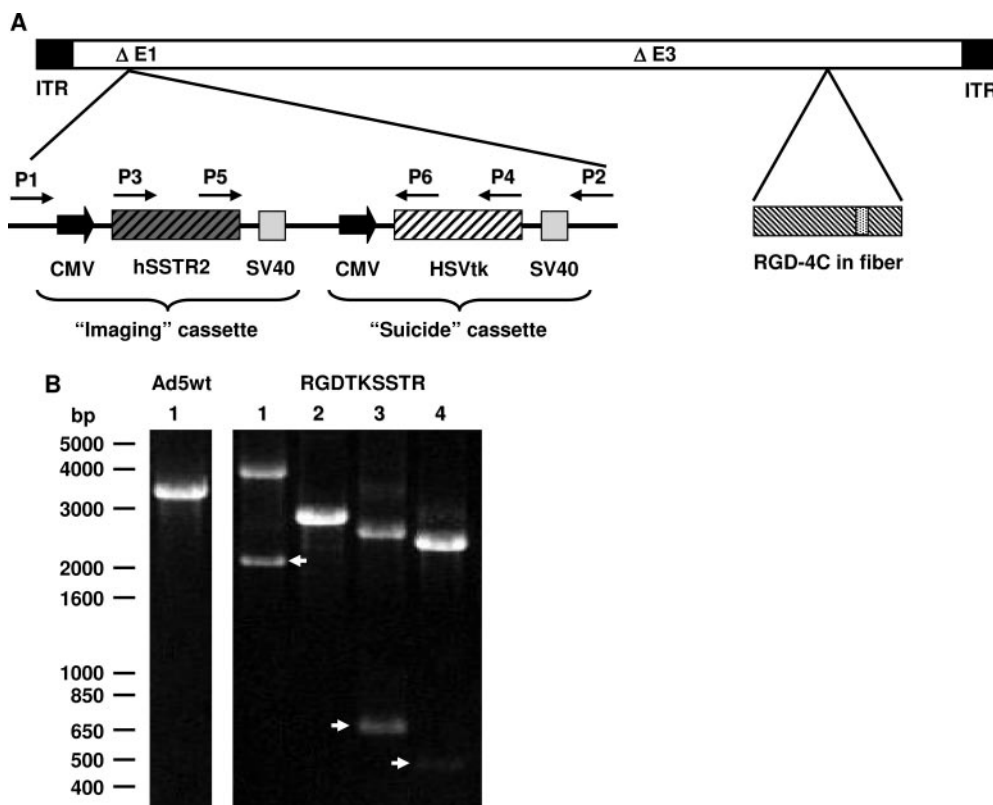 A
Δ E1 Δ E3
ITR ITR
P1 P3 P5 P6 P4 P2
CMV hSSTR2 SV40 CMV HSVtk SV40
RGD-4C in fiber
“Imaging” cassette “Suicide” cassette
B Ad5wt RGDTKSSTR
bp 1 1 2 3 4
5000
4000
3000
2000
1600
1000
850
650
500
400